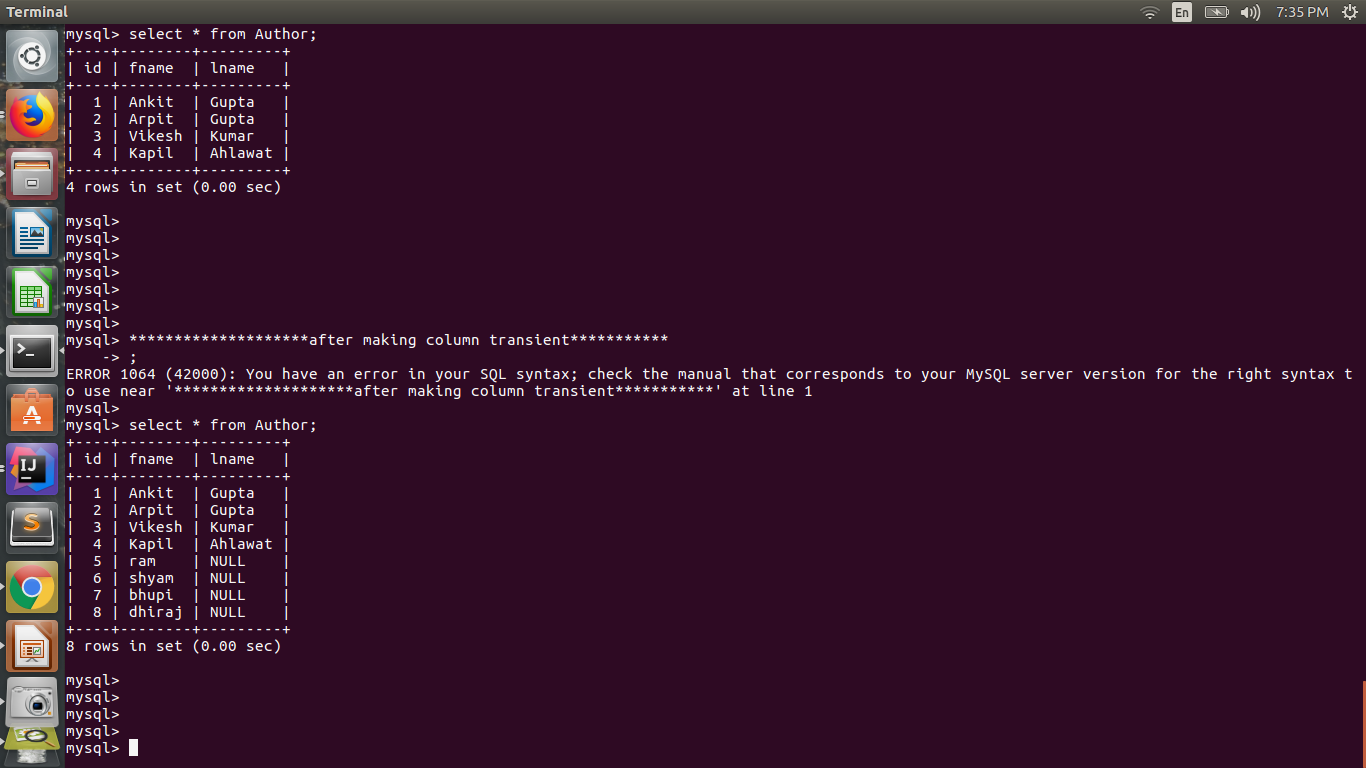 Terminal
En
7:35 PM
mysql> select * from Author;
+----+--------+---------+
| id | fname  | lname   |
+----+--------+---------+
|  1 | Ankit  | Gupta   |
|  2 | Arpit  | Gupta   |
|  3 | Vikesh | Kumar   |
|  4 | Kapil  | Ahlawat |
+----+--------+---------+
4 rows in set (0.00 sec)
mysql>
mysql>
mysql>
mysql>
mysql>
mysql>
mysql>
mysql> ********************after making column transient***********
    -> ;
ERROR 1064 (42000): You have an error in your SQL syntax; check the manual that corresponds to your MySQL server version for the right syntax t
o use near '********************after making column transient***********' at line 1
mysql>
mysql> select * from Author;
+----+--------+---------+
| id | fname  | lname   |
+----+--------+---------+
|  1 | Ankit  | Gupta   |
|  2 | Arpit  | Gupta   |
|  3 | Vikesh | Kumar   |
|  4 | Kapil  | Ahlawat |
|  5 | ram    | NULL    |
|  6 | shyam  | NULL    |
|  7 | bhupi  | NULL    |
|  8 | dhiraj | NULL    |
+----+--------+---------+
8 rows in set (0.00 sec)
mysql>
mysql>
mysql>
mysql>
mysql>